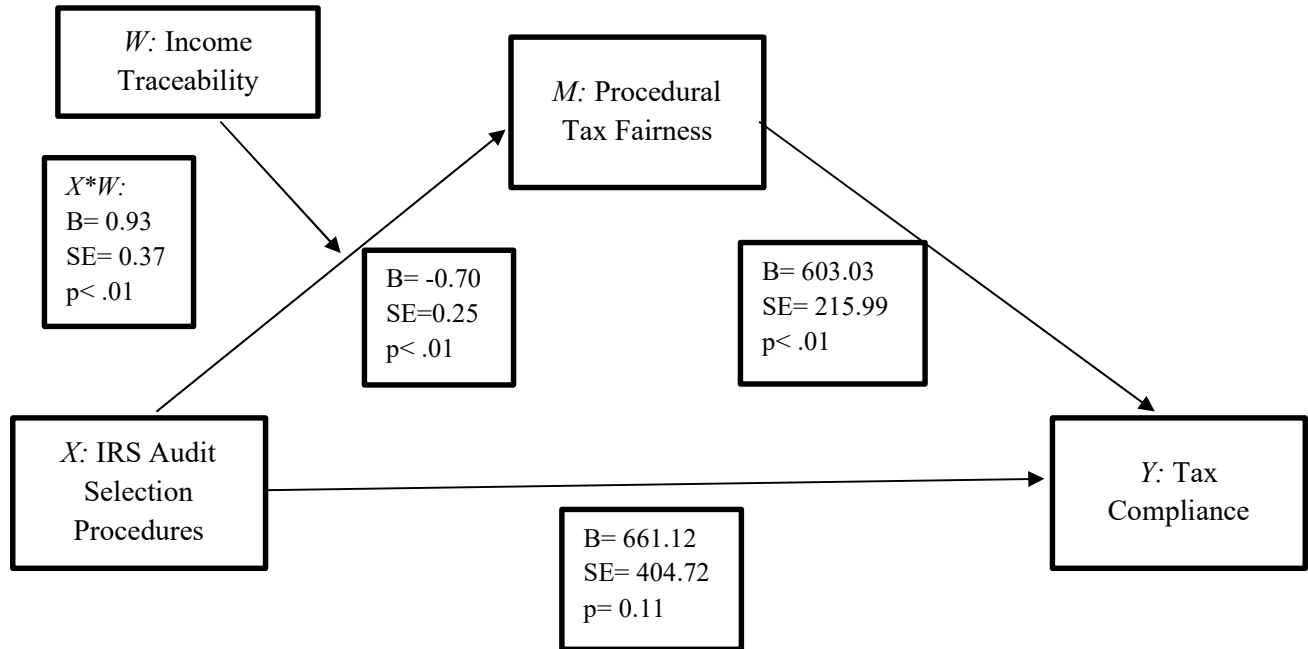 W: Income
Traceability
M: Procedural
Tax Fairness
X*W:
B= 0.93
SE= 0.37
p< .01
B= -0.70
SE=0.25
p< .01
B= 603.03
SE= 215.99
p< .01
X: IRS Audit
Selection
Procedures
Y: Tax
Compliance
B= 661.12
SE= 404.72
p= 0.11